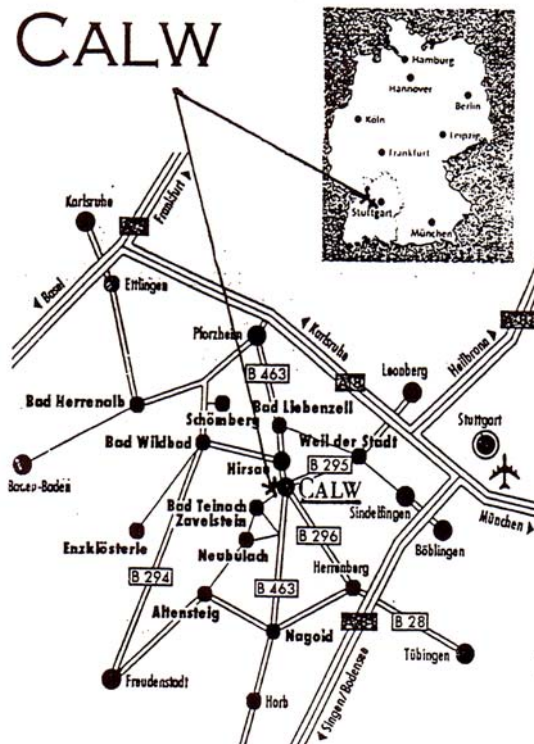 CALW
Hamburg
Hannover
Berlin
Köln
Leipzig
Frankfurt
Stuttgart
München
Karlsruhe
Frankfurt
Basel
Ettlingen
Pforzheim
Karlsruhe
Heilbronn
Leonberg
B 463
A 8
Bad Herrenalb
Schömberg
Bad Liebenzell
Stuttgart
Bad Wildbad
Weil der Stadt
Hirsau
B 295
Baden-Baden
CALW
Bad Teinach
Zavelstein
Sindelfingen
München
Enzklösterle
Neubulach
B 296
Böblingen
B 294
Herrenberg
B 463
Altensteig
B 28
Nagold
Tübingen
Freudenstadt
Singen/Bodensee
Horb